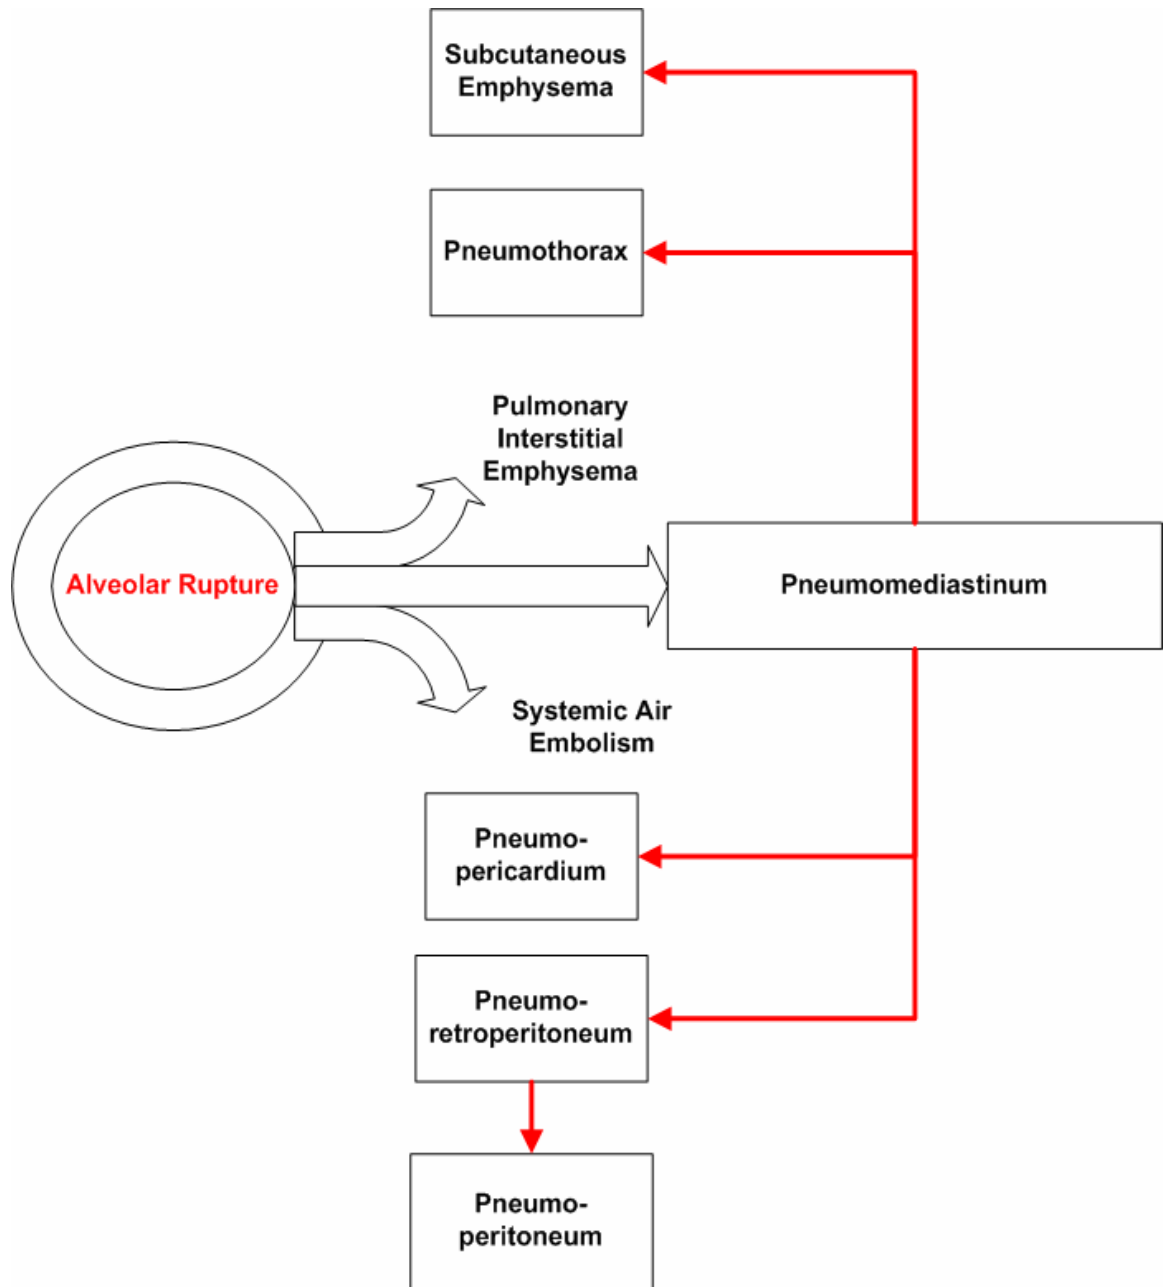 Subcutaneous
Emphysema
Pneumothorax
Pulmonary
Interstitial
Emphysema
Alveolar Rupture
Pneumomediastinum
Systemic Air
Embolism
Pneumo-
pericardium
Pneumo-
retroperitoneum
Pneumo-
peritoneum